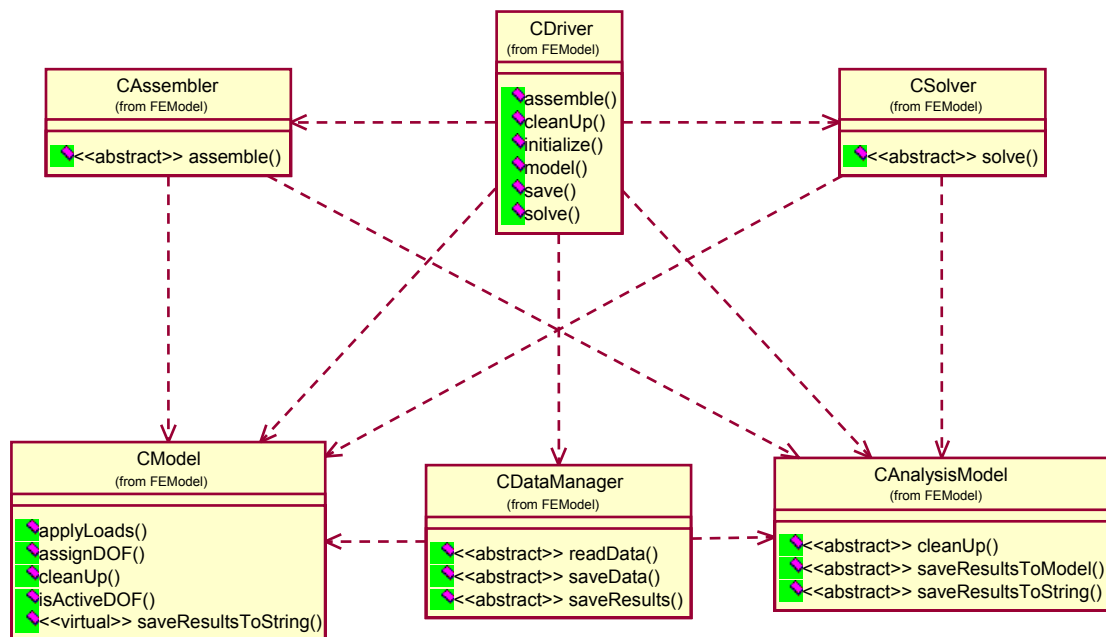 CDriver
(from FEModel)
assemble()
cleanUp()
initialize()
model()
save()
solve()
CAssembler
(from FEModel)
<<abstract>> assemble()
CSolver
(from FEModel)
<<abstract>> solve()
CModel
(from FEModel)
applyLoads()
assignDOF()
cleanUp()
isActiveDOF()
<<virtual>> saveResultsToString()
CDataManager
(from FEModel)
<<abstract>> readData()
<<abstract>> saveData()
<<abstract>> saveResults()
CAnalysisModel
(from FEModel)
<<abstract>> cleanUp()
<<abstract>> saveResultsToModel()
<<abstract>> saveResultsToString()